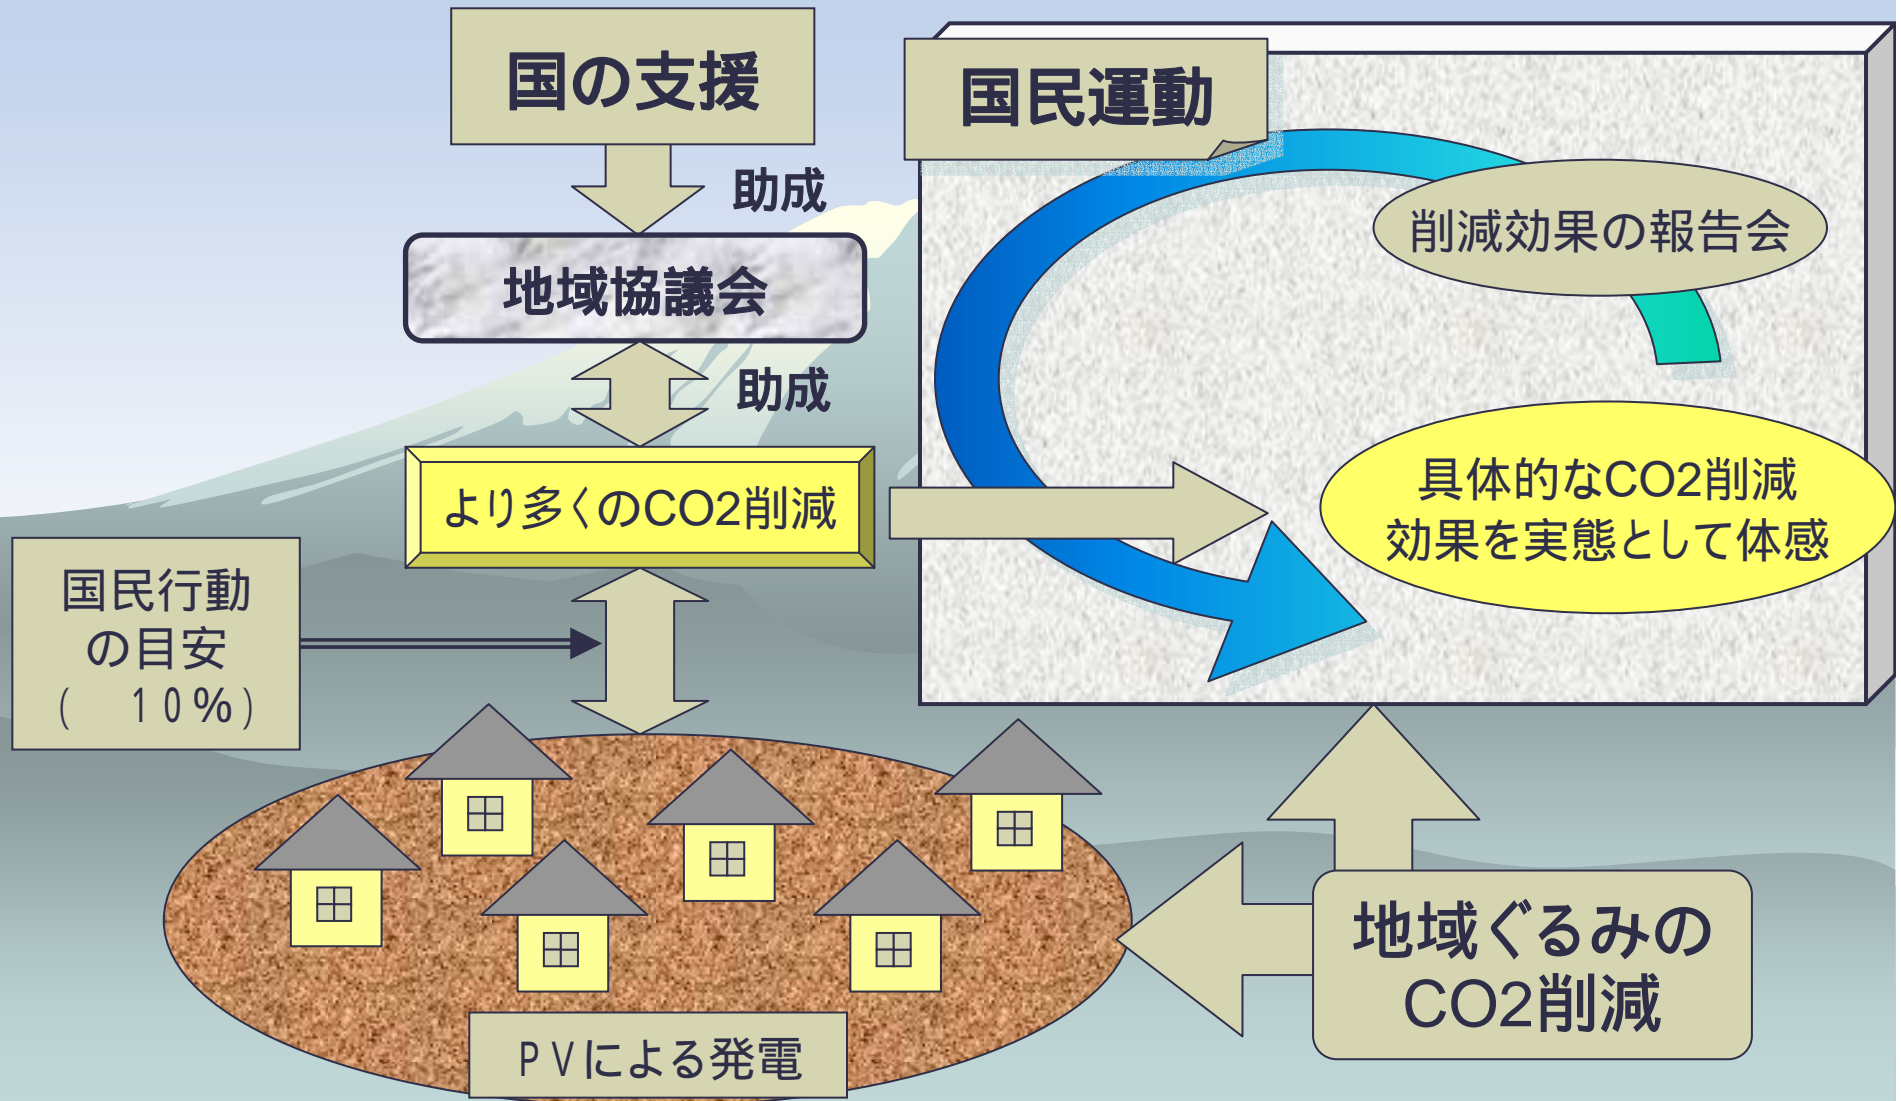 国の支援
助成
地域協議会
助成
より多くのCO2削減
国民行動
の目安
(　10%)
国民運動
削減効果の報告会
具体的なCO2削減
効果を実態として体感
PVによる発電
地域ぐるみの
CO2削減